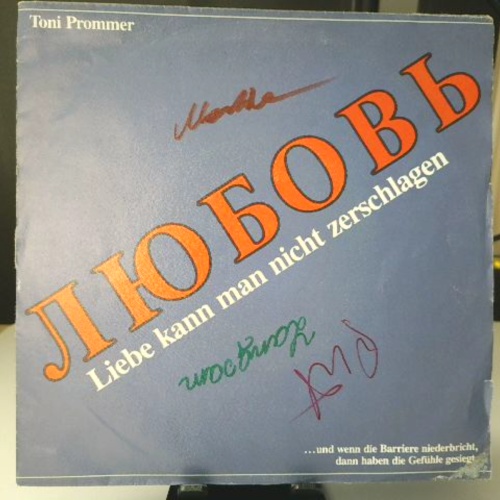 Toni Prommer
ЛЮБОВЬ
Liebe kann man nicht zerschlagen
...und wenn die Barriere niederbricht,
dann haben die Gefühle gesiegt